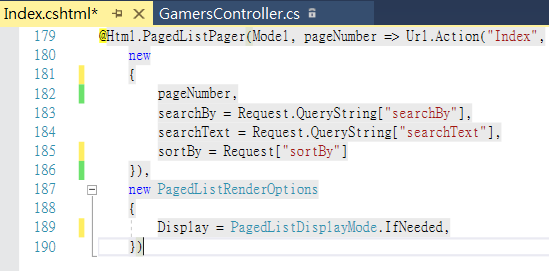 Index.cshtml* GamersController.cs
179 @Html.PagedListPager(Model, pageNumber => Url.Action("Index",
180 new
181 {
182 pageNumber,
183 searchBy = Request.QueryString["searchBy"],
184 searchText = Request.QueryString["searchText"],
185 sortBy = Request["sortBy"]
186 }),
187 new PagedListRenderOptions
188 {
189 Display = PagedListDisplayMode.IfNeeded,
190 })